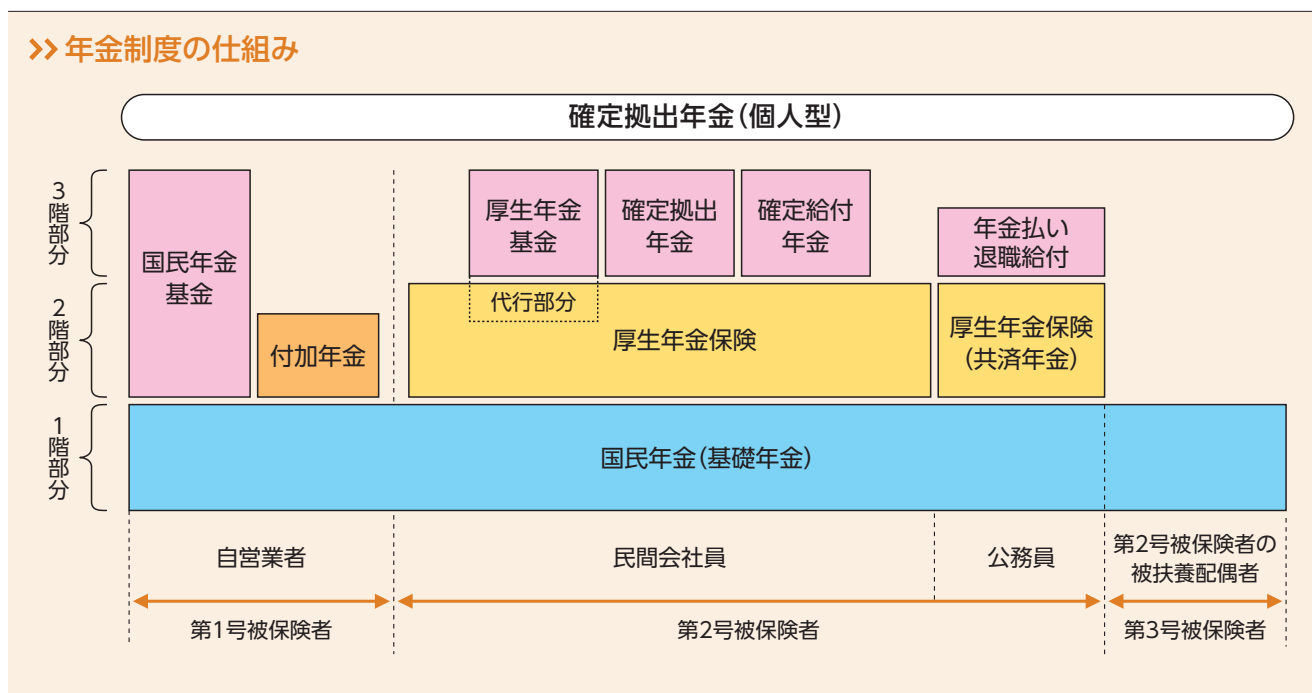 >> 年金制度の仕組み
確定拠出年金(個人型)
3階部分
2階部分
1階部分
国民年金
基金
付加年金
厚生年金
基金
確定拠出
年金
確定給付
年金
年金払い
退職給付
代行部分
厚生年金保険
厚生年金保険
(共済年金)
国民年金(基礎年金)
自営業者
民間会社員
公務員
第2号被保険者の
被扶養配偶者
第1号被保険者
第2号被保険者
第3号被保険者